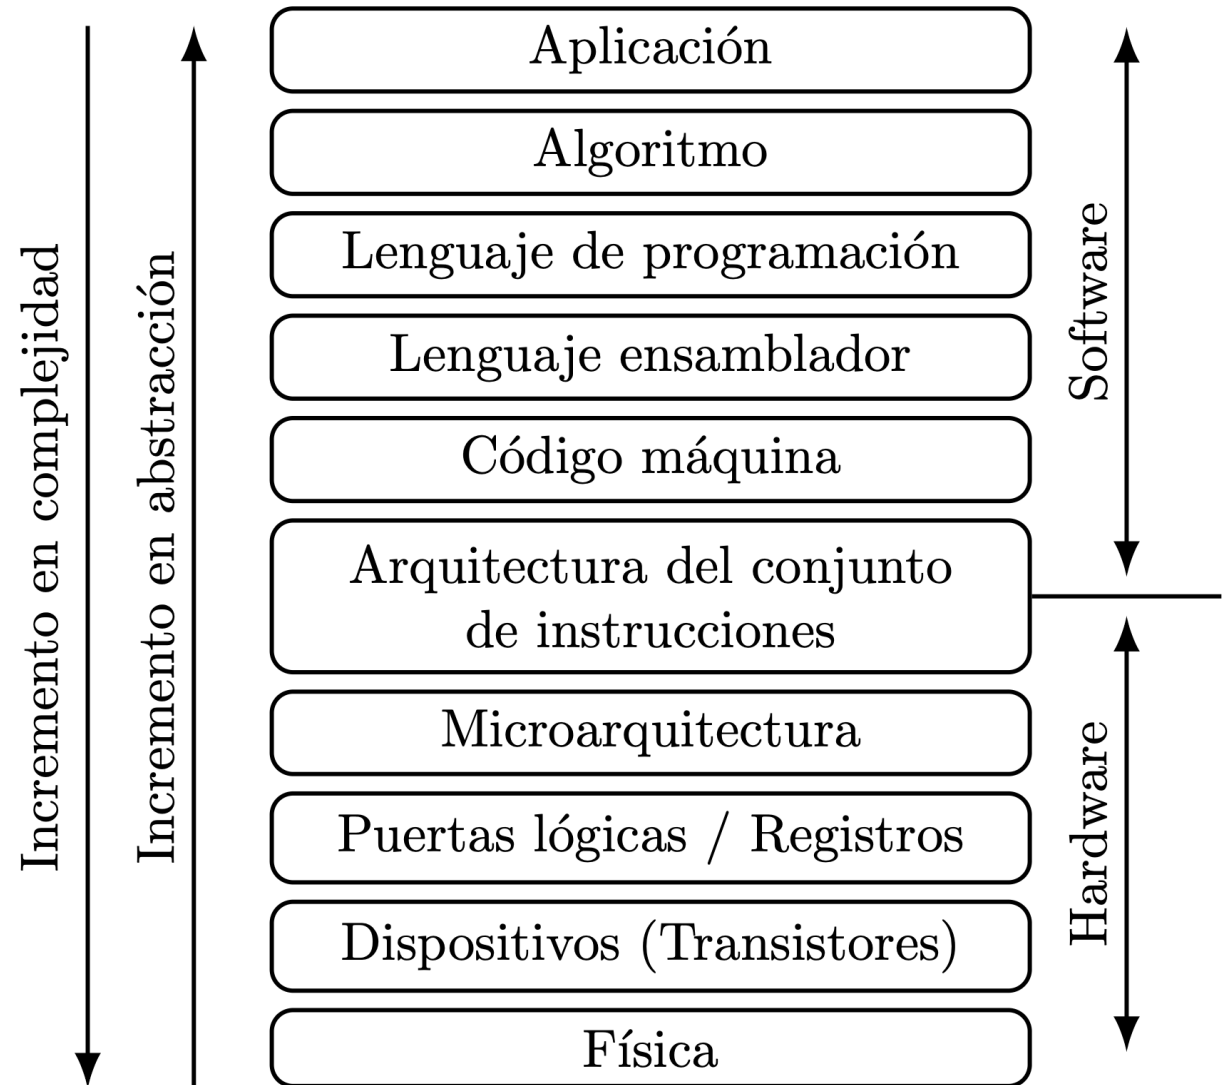 Incremento en complejidad
Incremento en abstracción
Aplicación
Algoritmo
Lenguaje de programación
Lenguaje ensamblador
Código máquina
Arquitectura del conjunto
de instrucciones
Microarquitectura
Puertas lógicas / Registros
Dispositivos (Transistores)
Física
Software
Hardware